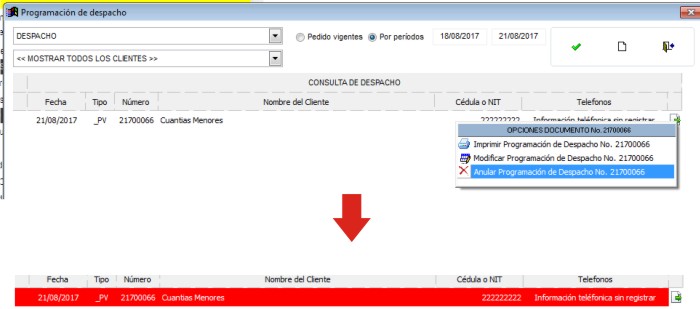 Programación de despacho
DESPACHO
Pedido vigentes Por períodos 18/08/2017 21/08/2017
<< MOSTRAR TODOS LOS CLIENTES >>
CONSULTA DE DESPACHO
Fecha Tipo Número Nombre del Cliente Cédula o NIT Telefonos
21/08/2017 _PV 21700066 Cuantias Menores 222222222 Información teléfonica sin registrar
OPCIONES DOCUMENTO No. 21700066
Imprimir Programación de Despacho No. 21700066
Modificar Programación de Despacho No. 21700066
Anular Programación de Despacho No. 21700066
Fecha Tipo Número Nombre del Cliente Cédula o NIT Telefonos
21/08/2017 _PV 21700066 Cuantias Menores 222222222 Información teléfonica sin registrar